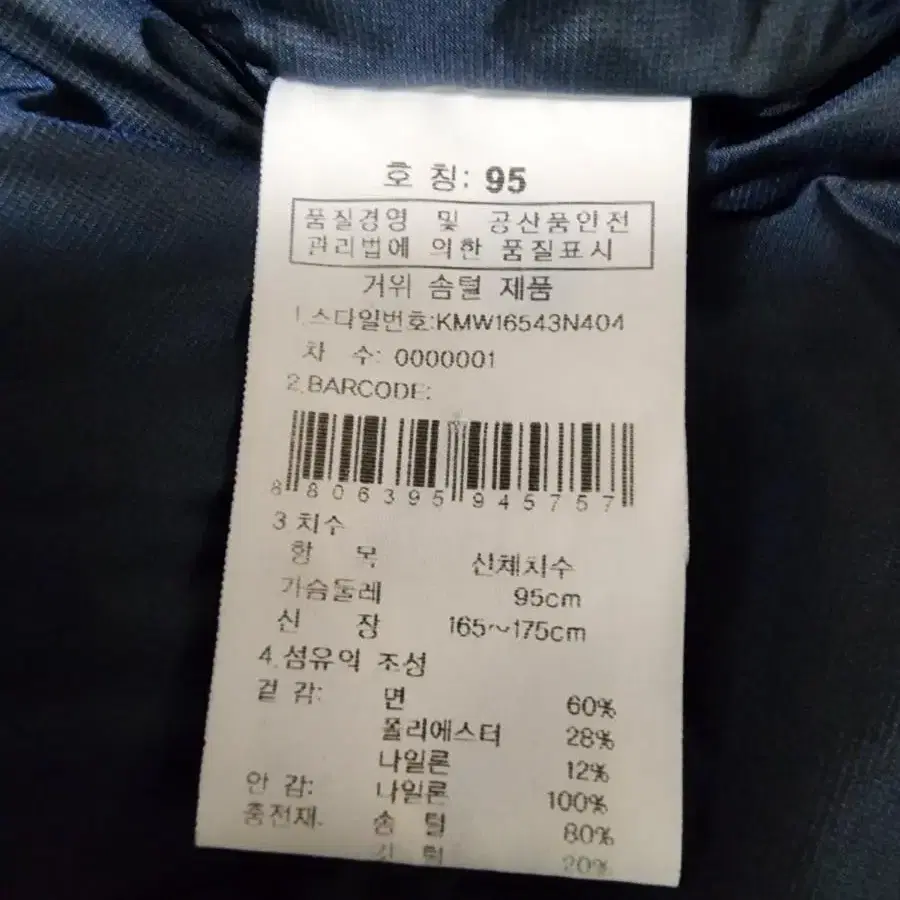 호 칭: 95
품질경영 및 공산품안전
관리법에 의한 품질표시
거위 솜털 제품
1.스타일번호:KMW16543N404
차 수: 0000001
2.BARCODE:
8 806395 945757
3 치수
항 목 신체치수
가슴둘레 95cm
신 장 165~175cm
4.섬유의 조성
겉 감: 면 60%
폴리에스터 28%
나일론 12%
안 감: 나일론 100%
충전재. 솜 털 80%
깃 털 20%